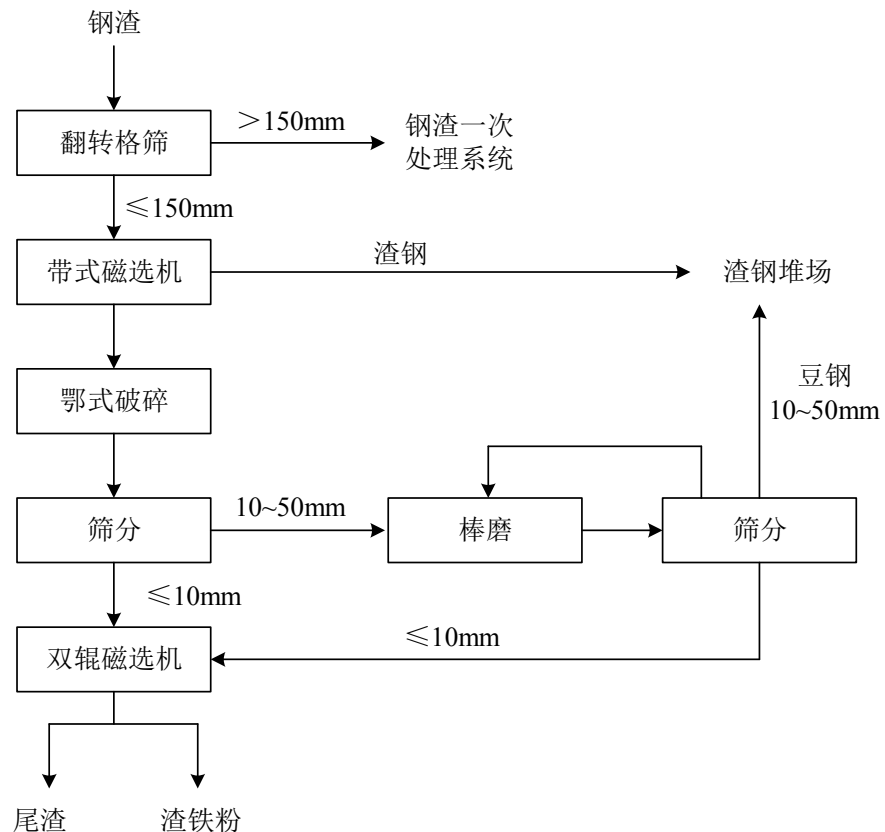 钢渣
翻转格筛
＞150mm
钢渣一次
处理系统
≤150mm
带式磁选机
渣钢
渣钢堆场
鄂式破碎
豆钢
10~50mm
筛分
10~50mm
棒磨
筛分
≤10mm
双辊磁选机
≤10mm
尾渣
渣铁粉